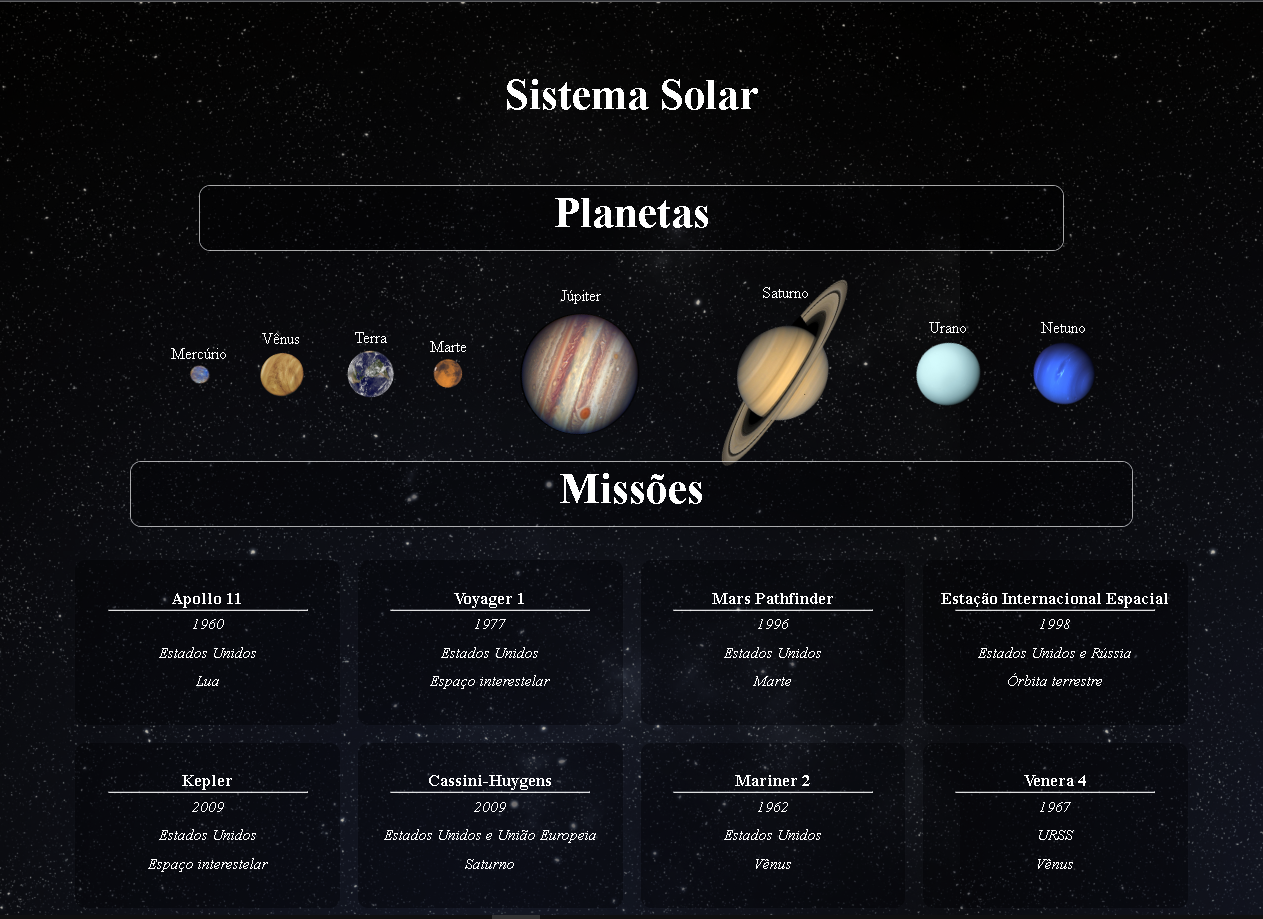 Sistema Solar
Planetas
Mercúrio
Vênus
Terra
Marte
Júpiter
Saturno
Urano
Netuno
Missões
Apollo 11
1960
Estados Unidos
Lua
Voyager 1
1977
Estados Unidos
Espaço interestelar
Mars Pathfinder
1996
Estados Unidos
Marte
Estação Internacional Espacial
1998
Estados Unidos e Rússia
Órbita terrestre
Kepler
2009
Estados Unidos
Espaço interestelar
Cassini-Huygens
2009
Estados Unidos e União Europeia
Saturno
Mariner 2
1962
Estados Unidos
Vênus
Venera 4
1967
URSS
Vênus